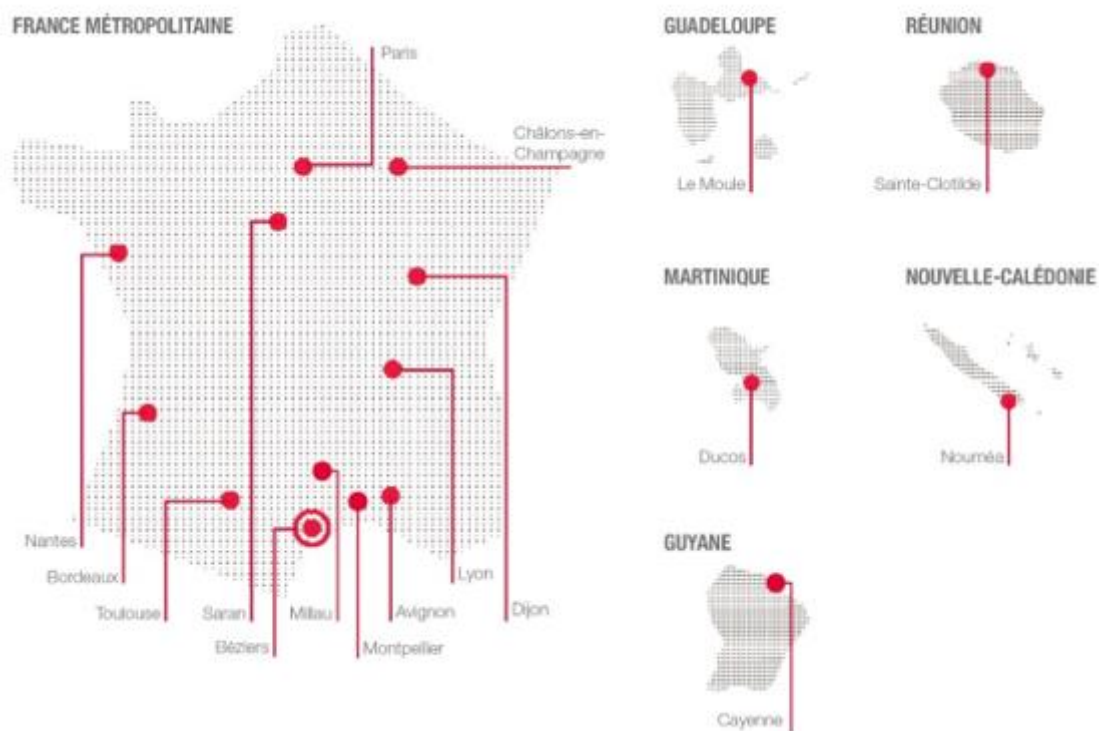 FRANCE MÉTROPOLITAINE
Paris
Châlons-en-
Champagne
Nantes
Bordeaux
Toulouse
Saran
Béziers
Millau
Montpellier
Avignon
Lyon
Dijon
GUADELOUPE
Le Moule
RÉUNION
Sainte-Clotilde
MARTINIQUE
Ducos
NOUVELLE-CALÉDONIE
Nouméa
GUYANE
Cayenne